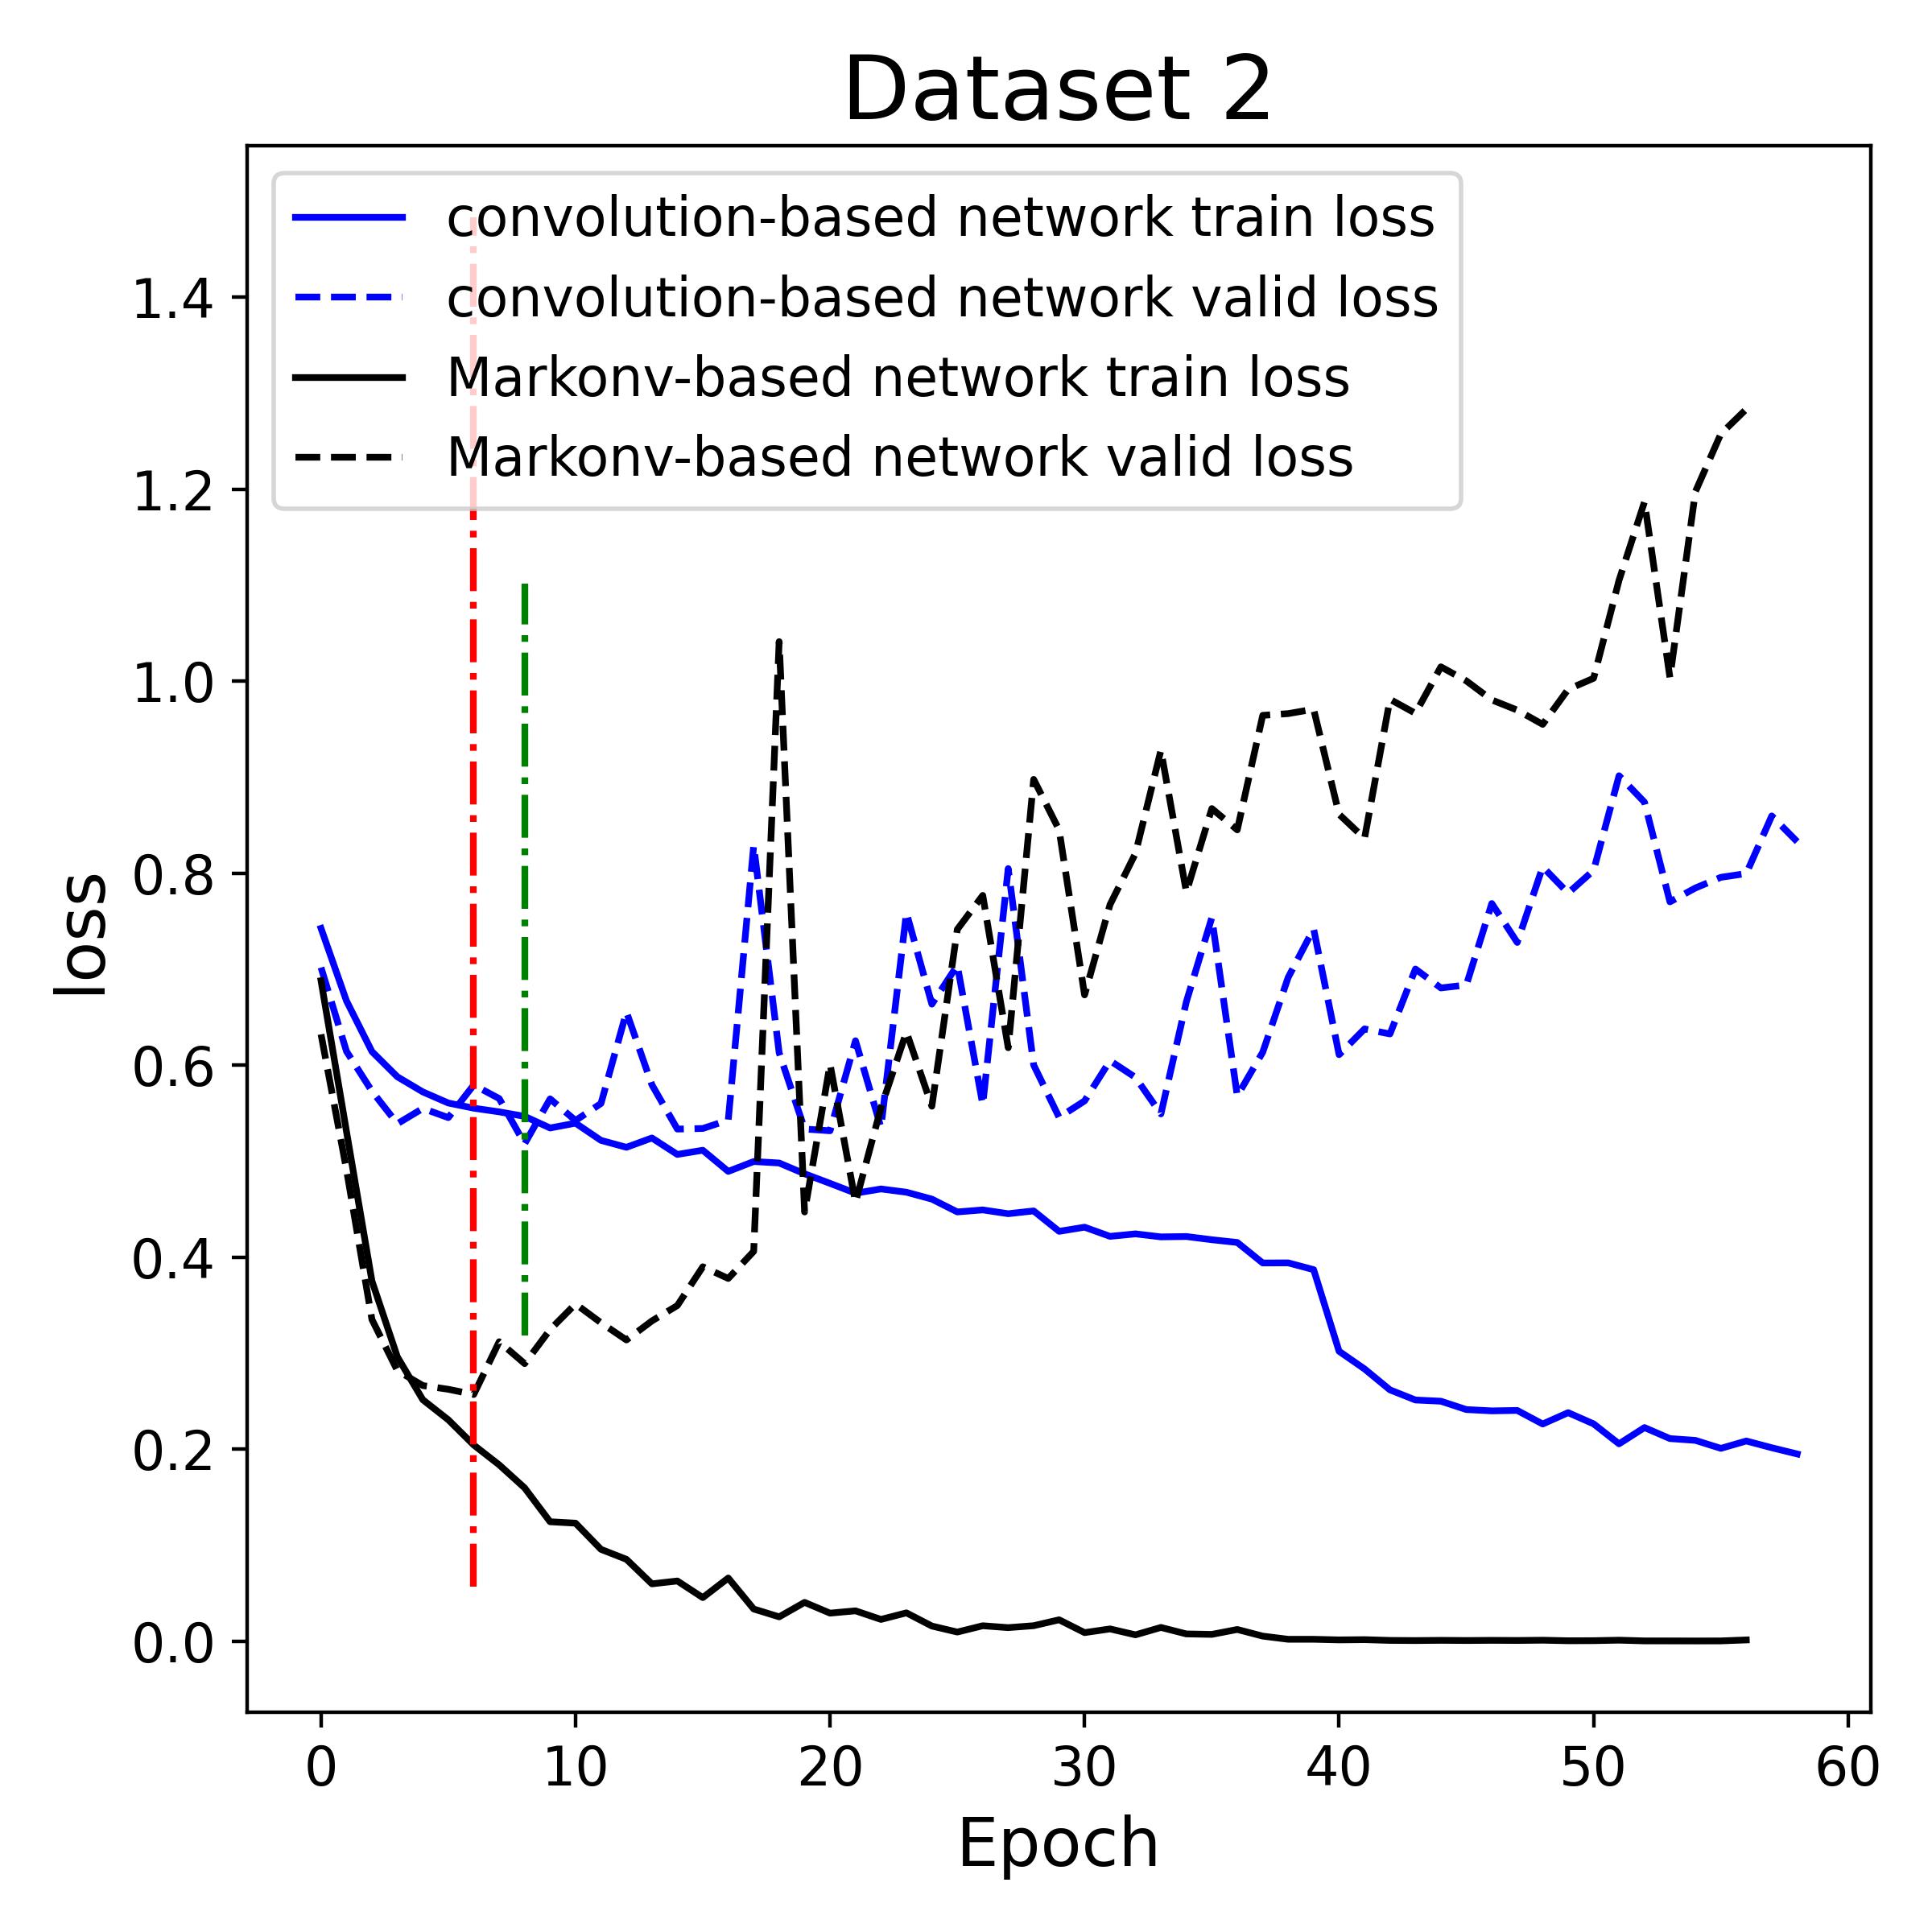 Dataset 2
convolution-based network train loss
convolution-based network valid loss
Markonv-based network train loss
Markonv-based network valid loss
loss
1.4
1.2
1.0
0.8
0.6
0.4
0.2
0.0
0 10 20 30 40 50 60
Epoch